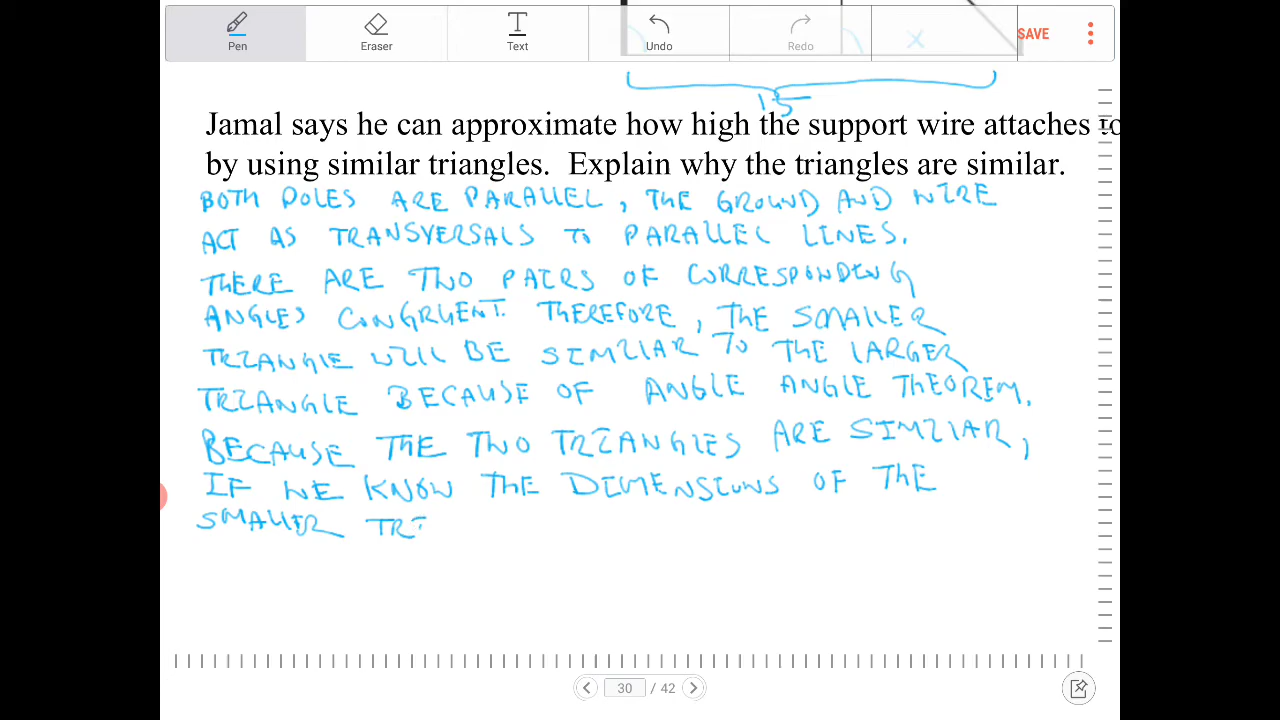 Pen Eraser Text Undo Redo SAVE
15
Jamal says he can approximate how high the support wire attaches to
by using similar triangles. Explain why the triangles are similar.
BOTH POLES ARE PARALLEL, THE GROUND AND WIRE
ACT AS TRANSVERSALS TO PARALLEL LINES.
THERE ARE TWO PAIRS OF CORRESPONDING
ANGLES CONGRUENT. THEREFORE, THE SMALLER
TRIANGLE WILL BE SIMILAR TO THE LARGER
TRIANGLE BECAUSE OF ANGLE ANGLE THEOREM.
BECAUSE THE TWO TRIANGLES ARE SIMILAR,
IF WE KNOW THE DIMENSIONS OF THE
SMALLER TRI
30 / 42